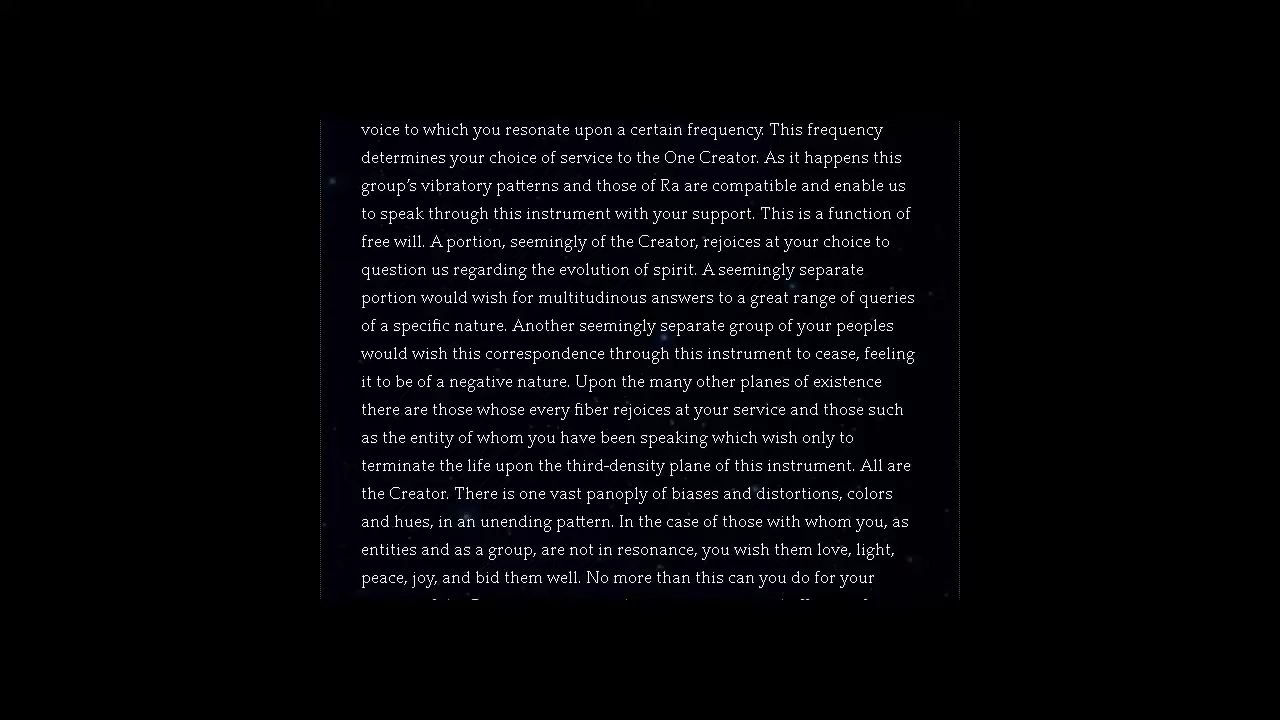 voice to which you resonate upon a certain frequency. This frequency
determines your choice of service to the One Creator. As it happens this
group’s vibratory patterns and those of Ra are compatible and enable us
to speak through this instrument with your support. This is a function of
free will. A portion, seemingly of the Creator, rejoices at your choice to
question us regarding the evolution of spirit. A seemingly separate
portion would wish for multitudinous answers to a great range of queries
of a specific nature. Another seemingly separate group of your peoples
would wish this correspondence through this instrument to cease, feeling
it to be of a negative nature. Upon the many other planes of existence
there are those whose every fiber rejoices at your service and those such
as the entity of whom you have been speaking which wish only to
terminate the life upon the third-density plane of this instrument. All are
the Creator. There is one vast panoply of biases and distortions, colors
and hues, in an unending pattern. In the case of those with whom you, as
entities and as a group, are not in resonance, you wish them love, light,
peace, joy, and bid them well. No more than this can you do for your